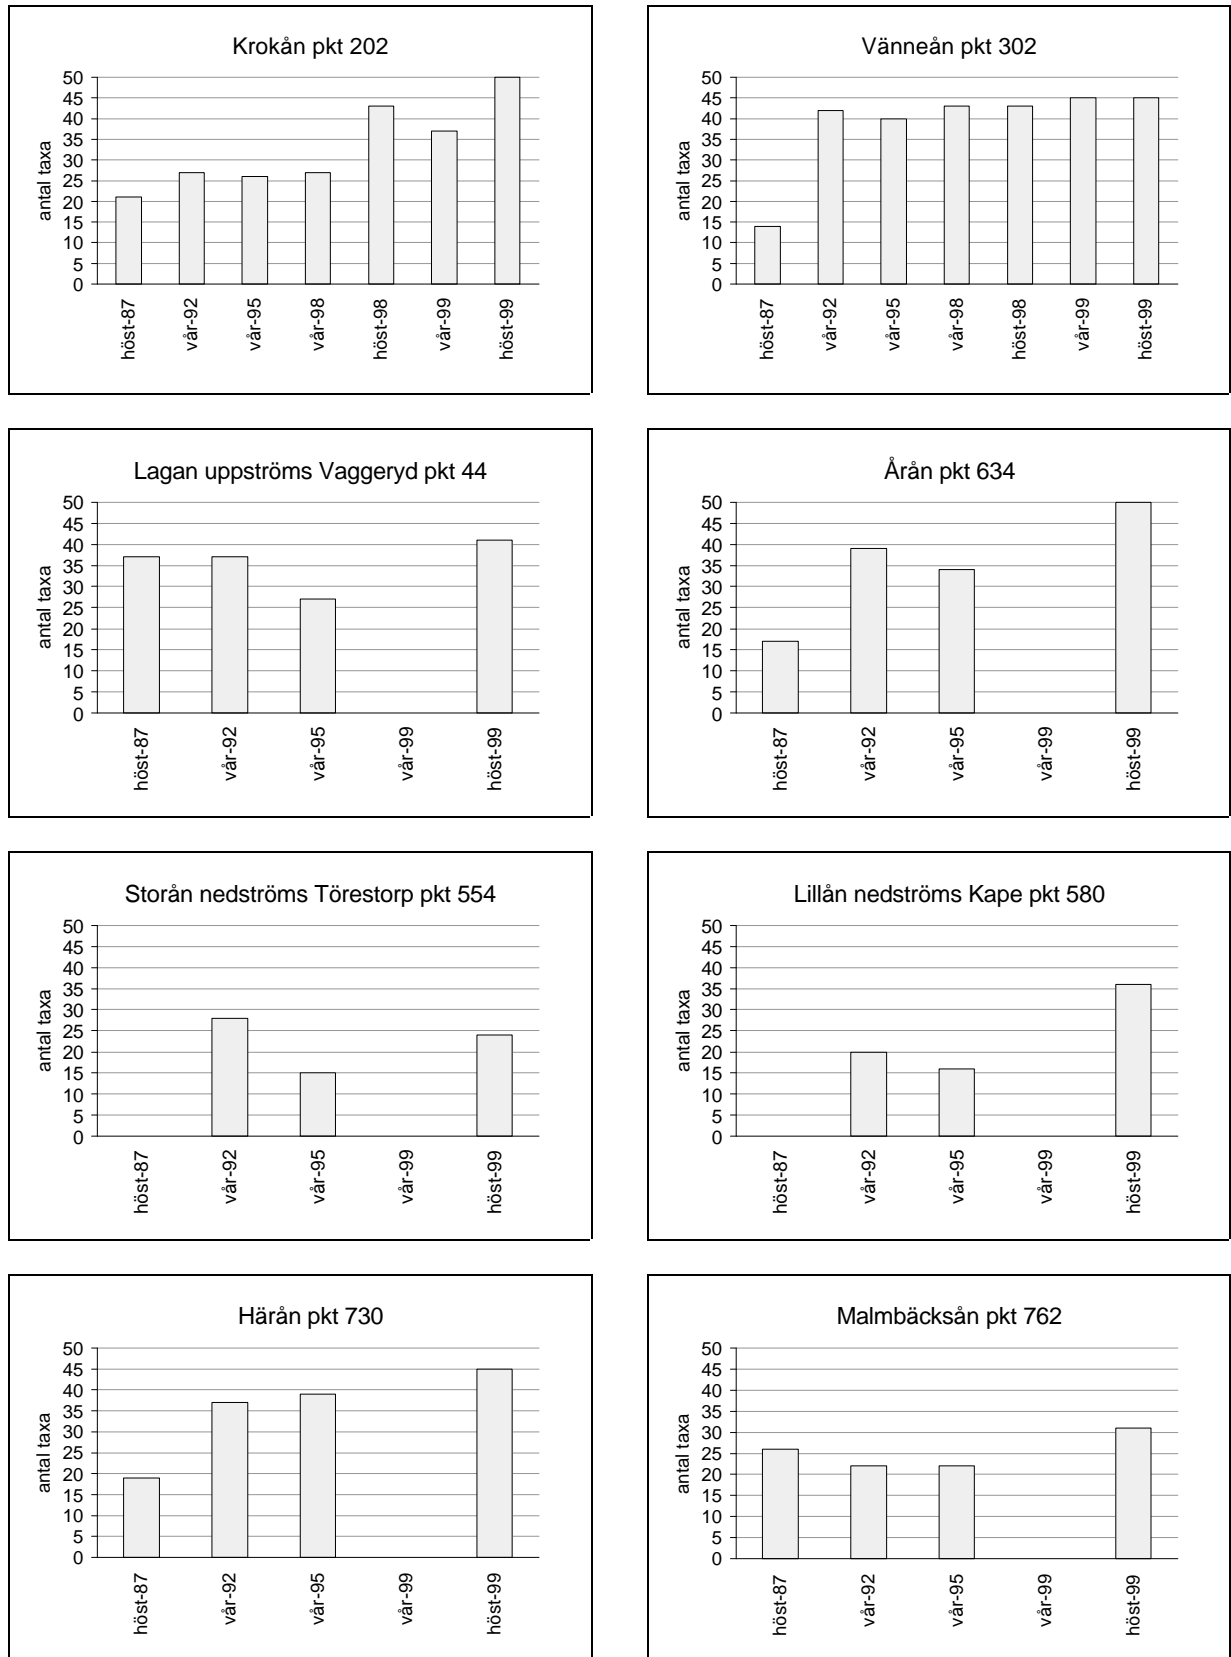 Krokån pkt 202
antal taxa
50
45
40
35
30
25
20
15
10
5
0
höst-87
vår-92
vår-95
vår-98
höst-98
vår-99
höst-99
Vänneån pkt 302
antal taxa
50
45
40
35
30
25
20
15
10
5
0
höst-87
vår-92
vår-95
vår-98
höst-98
vår-99
höst-99
Lagan uppströms Vaggeryd pkt 44
antal taxa
50
45
40
35
30
25
20
15
10
5
0
höst-87
vår-92
vår-95
vår-99
höst-99
Årån pkt 634
antal taxa
50
45
40
35
30
25
20
15
10
5
0
höst-87
vår-92
vår-95
vår-99
höst-99
Storån nedströms Törestorp pkt 554
antal taxa
50
45
40
35
30
25
20
15
10
5
0
höst-87
vår-92
vår-95
vår-99
höst-99
Lillån nedströms Kape pkt 580
antal taxa
50
45
40
35
30
25
20
15
10
5
0
höst-87
vår-92
vår-95
vår-99
höst-99
Härån pkt 730
antal taxa
50
45
40
35
30
25
20
15
10
5
0
höst-87
vår-92
vår-95
vår-99
höst-99
Malmbäcksån pkt 762
antal taxa
50
45
40
35
30
25
20
15
10
5
0
höst-87
vår-92
vår-95
vår-99
höst-99